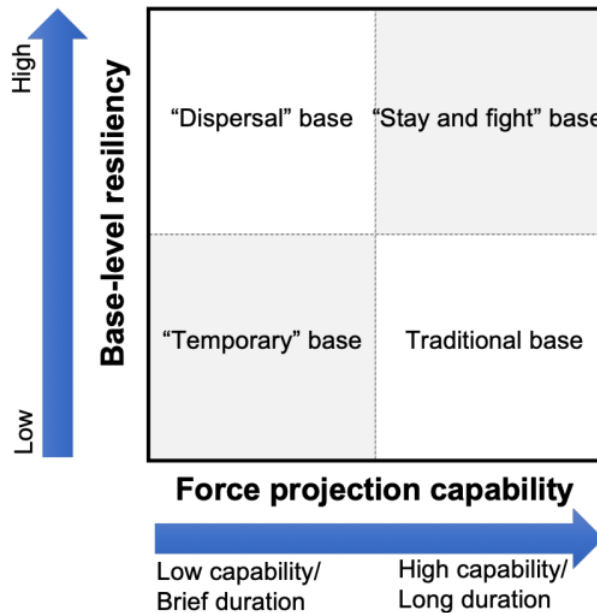 High
Base-level resiliency
Low
“Dispersal” base
“Stay and fight” base
“Temporary” base
Traditional base
Force projection capability
Low capability/
Brief duration
High capability/
Long duration